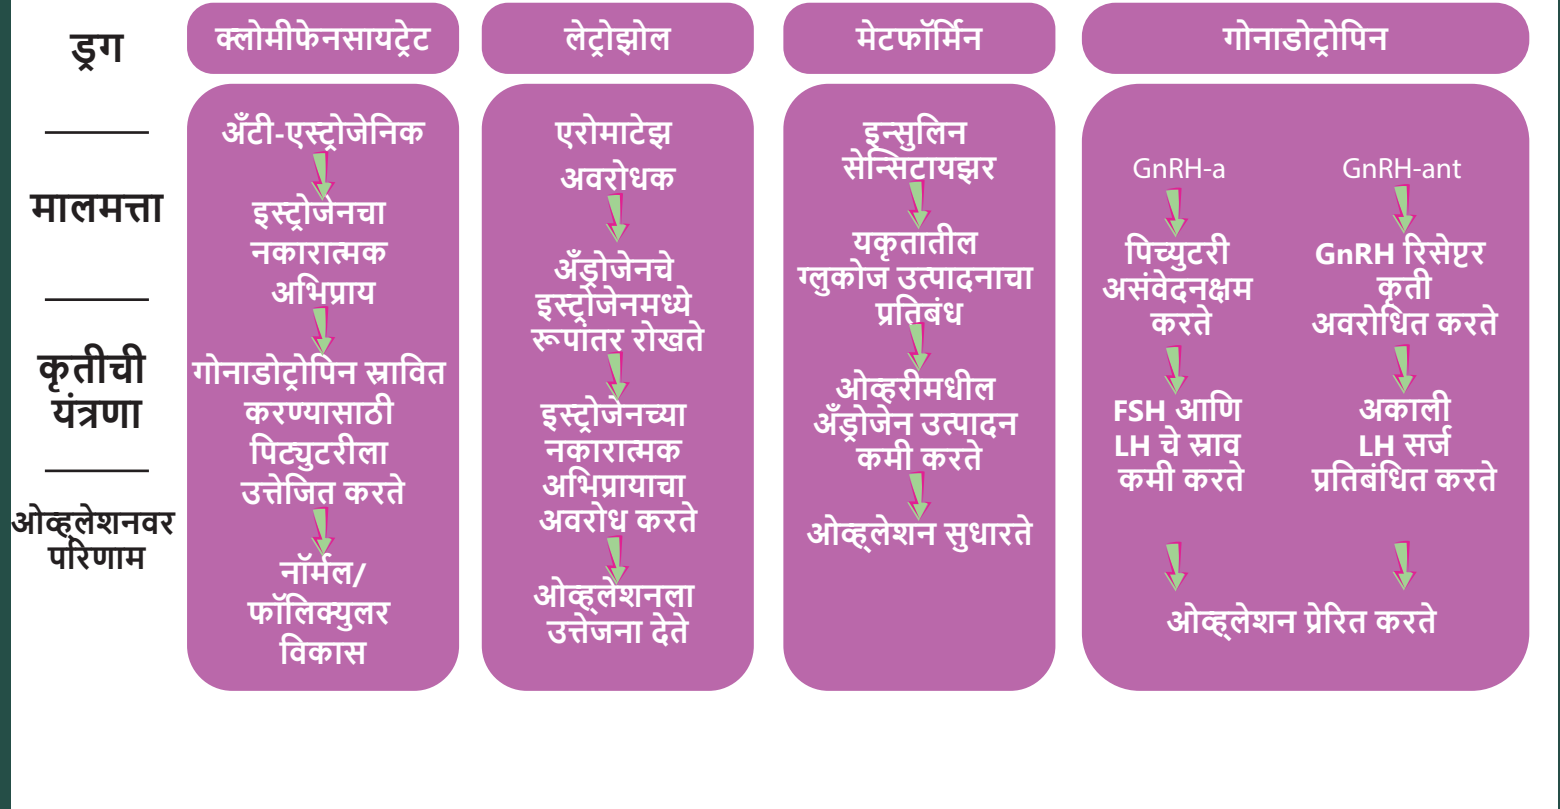 ड्रग
मालमत्ता
कृतीची
यंत्रणा
ओव्ह्लेशनवर
परिणाम
क्लोमीफेनसायट्रेट
अँटी-एस्ट्रोजेनिक
इस्ट्रोजेनचा
नकारात्मक
अभिप्राय
गोनाडोट्रोपिन स्रावित
करण्यासाठी
पिट्युटरीला
उत्तेजित करते
नॉर्मल/
फॉलिक्युलर
विकास
लेट्रोझोल
एरोमाटेझ
अवरोधक
अँड्रोजेनचे
इस्ट्रोजेनमध्ये
रूपांतर रोखते
इस्ट्रोजेनच्या
नकारात्मक
अभिप्रायाचा
अवरोध करते
ओव्ह्लेशनला
उत्तेजना देते
मेटफॉर्मिन
इन्सुलिन
सेन्सिटायझर
यकृतातील
ग्लुकोज उत्पादनाचा
प्रतिबंध
ओव्हरीमधील
अँड्रोजेन उत्पादन
कमी करते
ओव्ह्लेशन सुधारते
गोनाडोट्रोपिन
GnRH-a
पिच्युटरी
असंवेदनक्षम
करते
FSH आणि
LH चे स्राव
कमी करते
GnRH-ant
GnRH रिसेप्टर
कृती
अवरोधित करते
अकाली
LH सर्ज
प्रतिबंधित करते
ओव्ह्लेशन प्रेरित करते